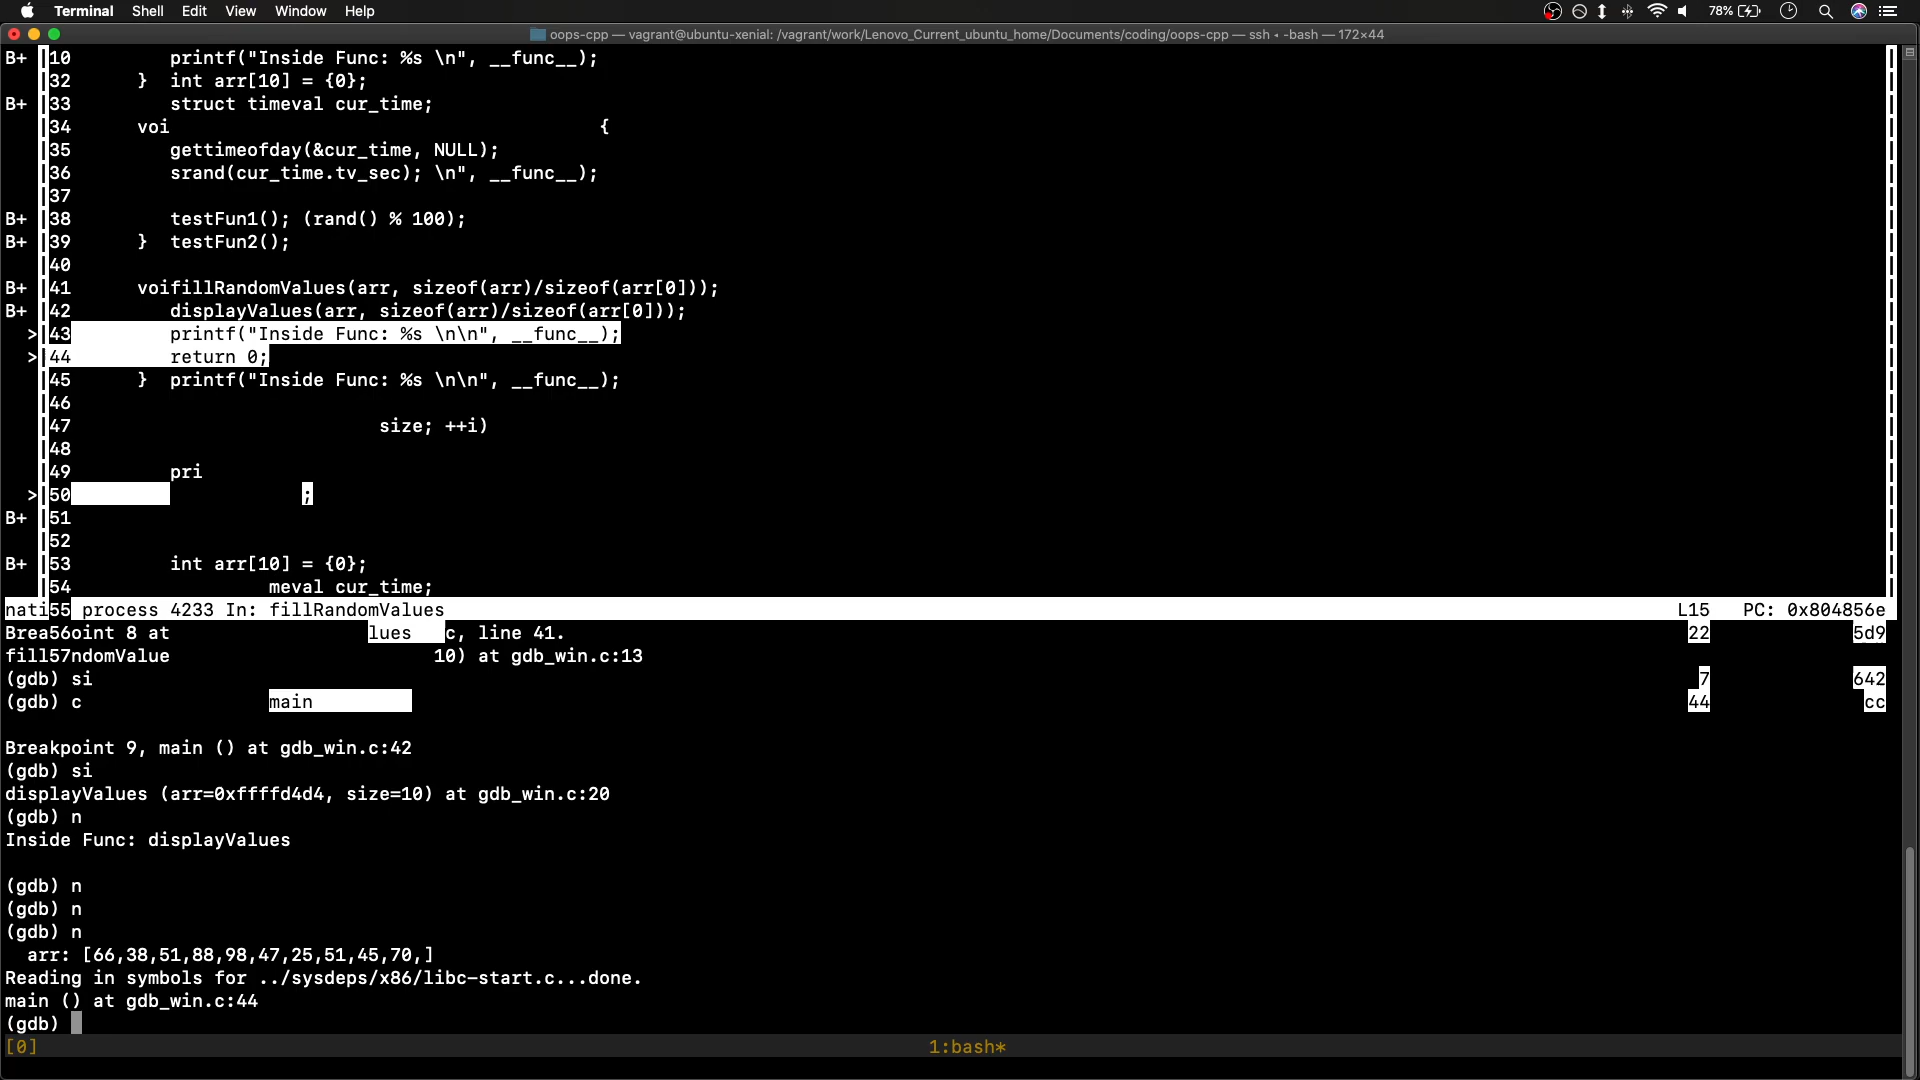 Terminal Shell Edit View Window Help 78%
oops-cpp — vagrant@ubuntu-xenial: /vagrant/work/Lenovo_Current_ubuntu_home/Documents/coding/oops-cpp — ssh ◂ -bash — 172×44
B+ 10 printf("Inside Func: %s \n", __func__);
32 } int arr[10] = {0};
B+ 33 struct timeval cur_time;
34 voi {
35 gettimeofday(&cur_time, NULL);
36 srand(cur_time.tv_sec); \n", __func__);
37
B+ 38 testFun1(); (rand() % 100);
B+ 39 } testFun2();
40
B+ 41 voifillRandomValues(arr, sizeof(arr)/sizeof(arr[0]));
B+ 42 displayValues(arr, sizeof(arr)/sizeof(arr[0]));
> 43 printf("Inside Func: %s \n\n", __func__);
> 44 return 0;
45 } printf("Inside Func: %s \n\n", __func__);
46
47 size; ++i)
48
49 pri
> 50 ;
B+ 51
52
B+ 53 int arr[10] = {0};
54 meval cur_time;
nati55 process 4233 In: fillRandomValues L15 PC: 0x804856e
Brea56oint 8 at lues c, line 41. 22 5d9
fill57ndomValue 10) at gdb_win.c:13
(gdb) si 7 642
(gdb) c main 44 cc
Breakpoint 9, main () at gdb_win.c:42
(gdb) si
displayValues (arr=0xffffd4d4, size=10) at gdb_win.c:20
(gdb) n
Inside Func: displayValues
(gdb) n
(gdb) n
(gdb) n
arr: [66,38,51,88,98,47,25,51,45,70,]
Reading in symbols for ../sysdeps/x86/libc-start.c...done.
main () at gdb_win.c:44
(gdb)
[0] 1:bash*